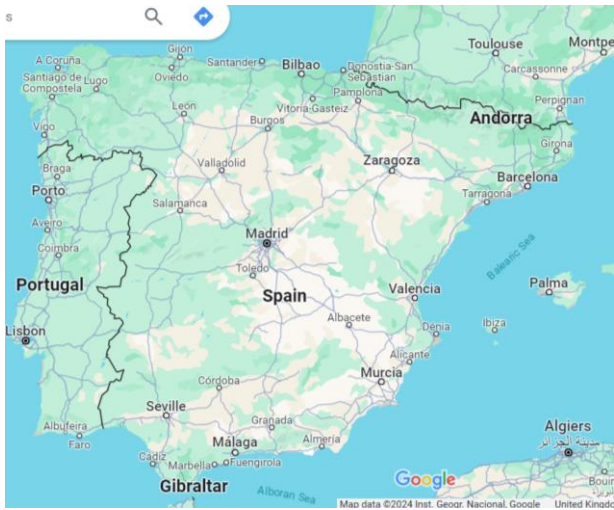 s
Gijón
Toulouse
Montpe
A Coruña
Santander
Bilbao
Donostia-San
Sebastian
Oviedo
Carcassonne
Santiago de
Compostela
Lugo
Pamplona
Perpignan
León
Vitoria-Gasteiz
Andorra
Vigo
Burgos
Girona
Braga
Valladolid
Zaragoza
Barcelona
Porto
Salamanca
Tarragona
Aveiro
Madrid
Balearic Sea
Coimbra
Toledo
Portugal
Spain
Valencia
Palma
Lisbon
Albacete
Dénia
Ibiza
Alicante
Córdoba
Murcia
Seville
Albufeira
Granada
Algiers
Faro
Málaga
Almería
مدينة الجزائر
Cádiz
Marbella
Fuengirola
Google
Gibraltar
Alboran Sea
Map data ©2024 Inst. Geogr. Nacional, Google
United Kingdo